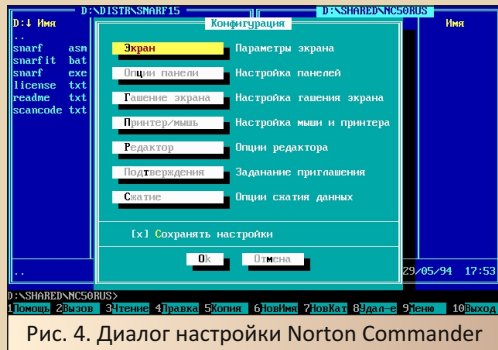 D:\DISTR\SNARF15
D:\SHARED\NC50RUS
D:↓ Имя
Конфигурация
Имя
..
snarf asm
snarfit bat
snarf exe
license txt
readme txt
scancode txt
Экран Параметры экрана
Опции панели Настройка панелей
Гашение экрана Настройка гашения экрана
Принтер/мышь Настройка мыши и принтера
Редактор Опции редактора
Подтверждения Заданание приглашения
Сжатие Опции сжатия данных
[x] Сохранять настройки
Ok Отмена
.. 29/05/94 17:53
D:\SHARED\NC50RUS>
1Помощь 2Вызов 3Чтение 4Правка 5Копия 6НовИмя 7НовКат 8Удал-е 9Меню 10Выход
Рис. 4. Диалог настройки Norton Commander